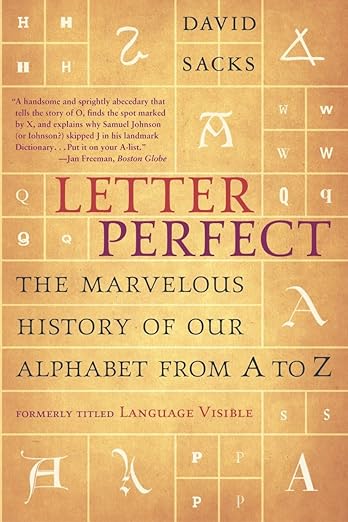 H H
H H
DAVID
SACKS
A
“A handsome and sprightly abecedary that
tells the story of O, finds the spot marked
by X, and explains why Samuel Johnson
(or Iohnson?) skipped J in his landmark
Dictionary. . . Put it on your A-list.”
—Jan Freeman, Boston Globe
A
w w
W W
LETTER
PERFECT
Q Q
Q q
Q
Q q
THE MARVELOUS
HISTORY OF OUR
ALPHABET FROM A TO Z
A
FORMERLY TITLED LANGUAGE VISIBLE
S S
A A P P A
P P